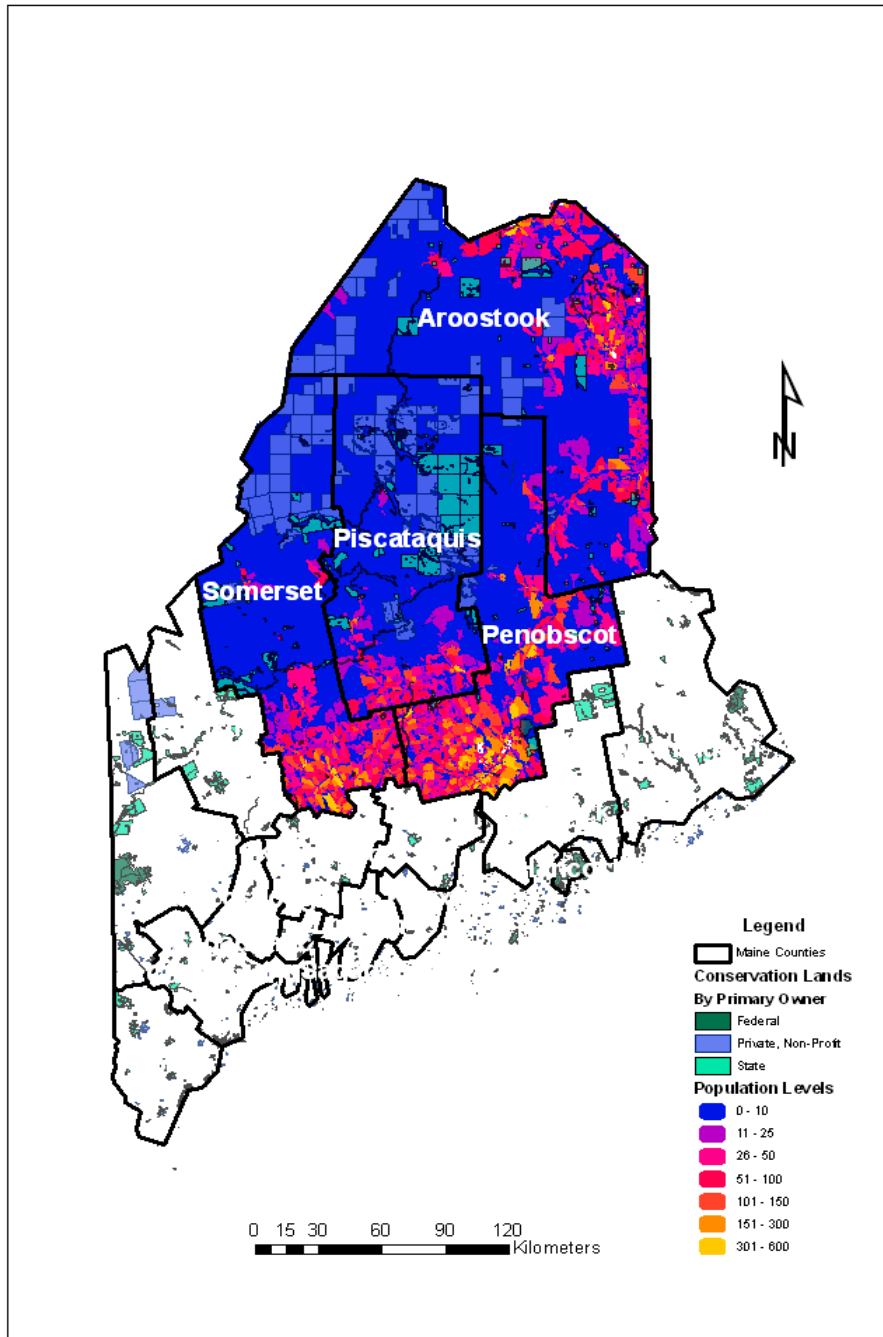 Aroostook
N
Piscataquis
Somerset
Penobscot
Legend
Maine Counties
Conservation Lands
By Primary Owner
Federal
Private, Non-Profit
State
Population Levels
0 - 10
11 - 25
26 - 50
51 - 100
101 - 150
151 - 300
301 - 600
0 15 30 60 90 120
Kilometers